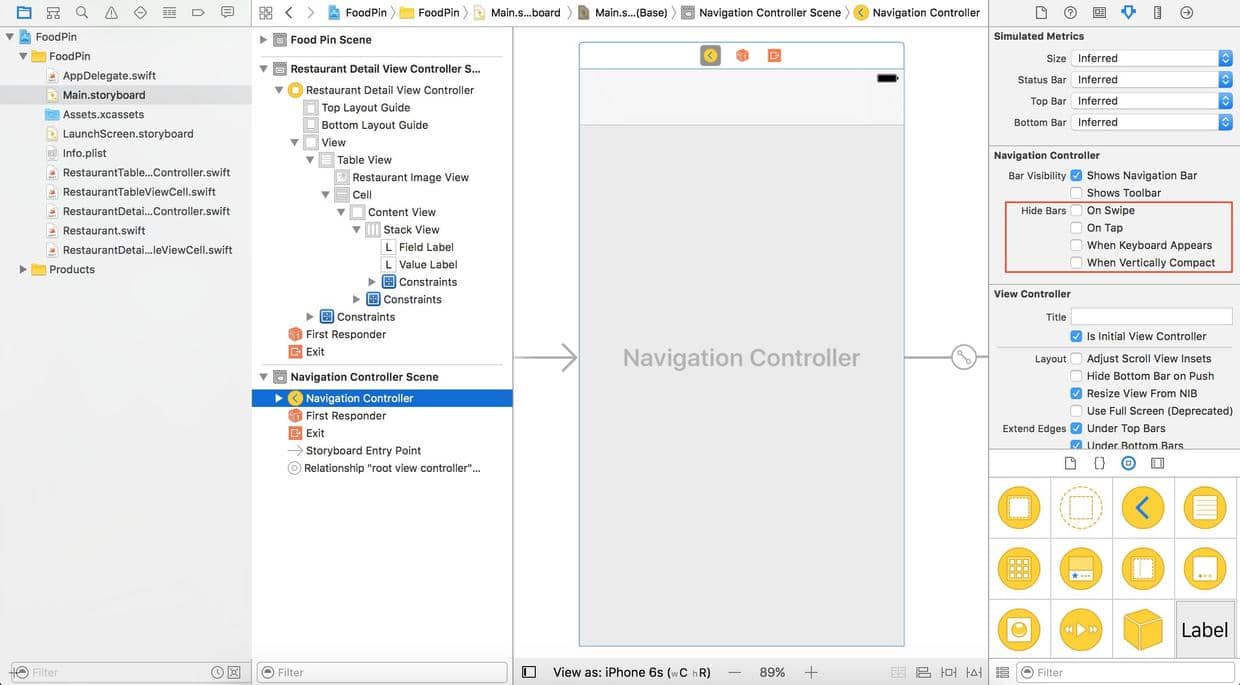 FoodPin
FoodPin
AppDelegate.swift
Main.storyboard
Assets.xcassets
LaunchScreen.storyboard
Info.plist
RestaurantTable...Controller.swift
RestaurantTableViewCell.swift
RestaurantDetai...Controller.swift
Restaurant.swift
RestaurantDetai...leViewCell.swift
Products
Filter
FoodPin FoodPin Main.s...board Main.s...(Base) Navigation Controller Scene Navigation Controller
Food Pin Scene
Restaurant Detail View Controller S...
Restaurant Detail View Controller
Top Layout Guide
Bottom Layout Guide
View
Table View
Restaurant Image View
Cell
Content View
Stack View
L Field Label
L Value Label
Constraints
Constraints
Constraints
First Responder
Exit
Navigation Controller Scene
Navigation Controller
First Responder
Exit
Storyboard Entry Point
Relationship "root view controller"...
Filter
Navigation Controller
View as: iPhone 6s (wC hR)
89%
Simulated Metrics
Size Inferred
Status Bar Inferred
Top Bar Inferred
Bottom Bar Inferred
Navigation Controller
Bar Visibility Shows Navigation Bar
Shows Toolbar
Hide Bars On Swipe
On Tap
When Keyboard Appears
When Vertically Compact
View Controller
Title
Is Initial View Controller
Layout Adjust Scroll View Insets
Hide Bottom Bar on Push
Resize View From NIB
Use Full Screen (Deprecated)
Extend Edges Under Top Bars
Under Bottom Bars
Label
Filter